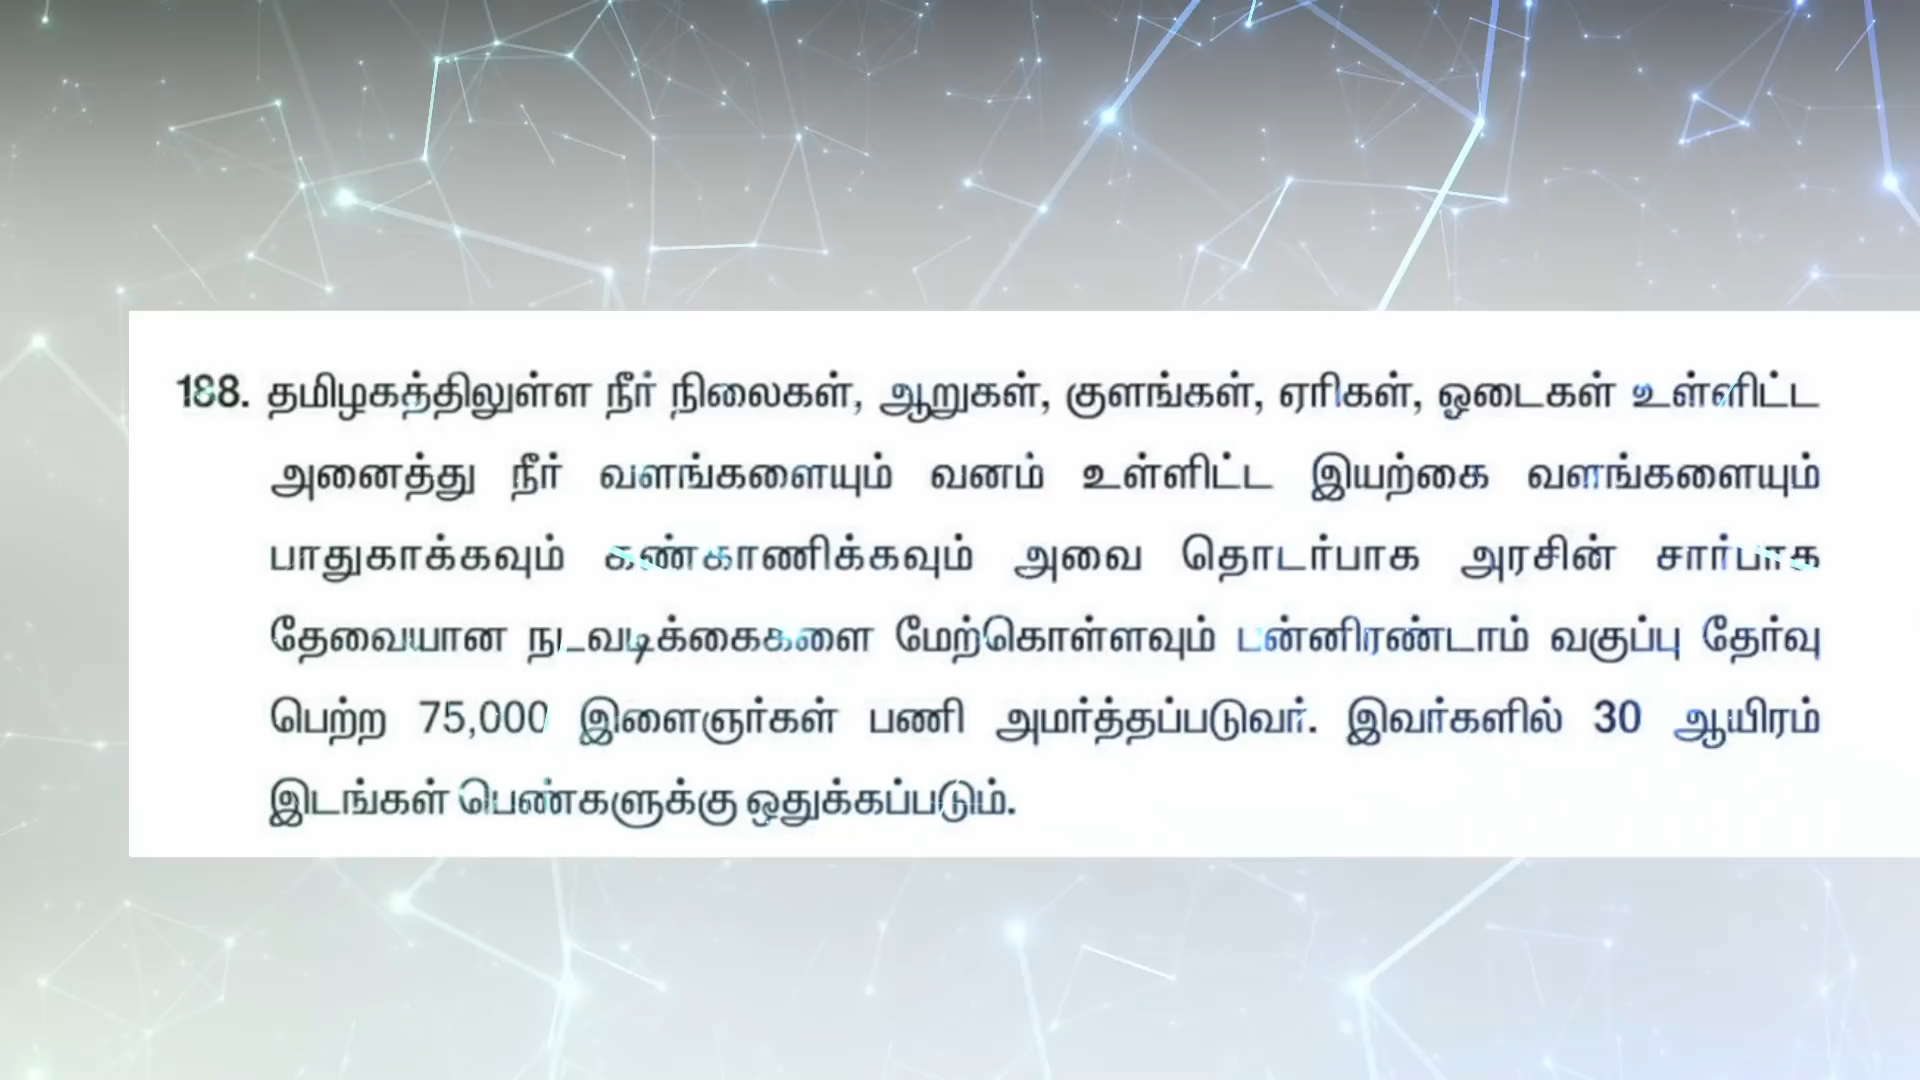 188. தமிழகத்திலுள்ள நீர் நிலைகள், ஆறுகள், குளங்கள், ஏரிகள், ஓடைகள் உள்ளிட்ட
அனைத்து நீர் வளங்களையும் வனம் உள்ளிட்ட இயற்கை வளங்களையும்
பாதுகாக்கவும் கண்காணிக்கவும் அவை தொடர்பாக அரசின் சார்பாக
தேவையான நடவடிக்கைகளை மேற்கொள்ளவும் பன்னிரண்டாம் வகுப்பு தேர்வு
பெற்ற 75,000 இளைஞர்கள் பணி அமர்த்தப்படுவர். இவர்களில் 30 ஆயிரம்
இடங்கள் பெண்களுக்கு ஒதுக்கப்படும்.